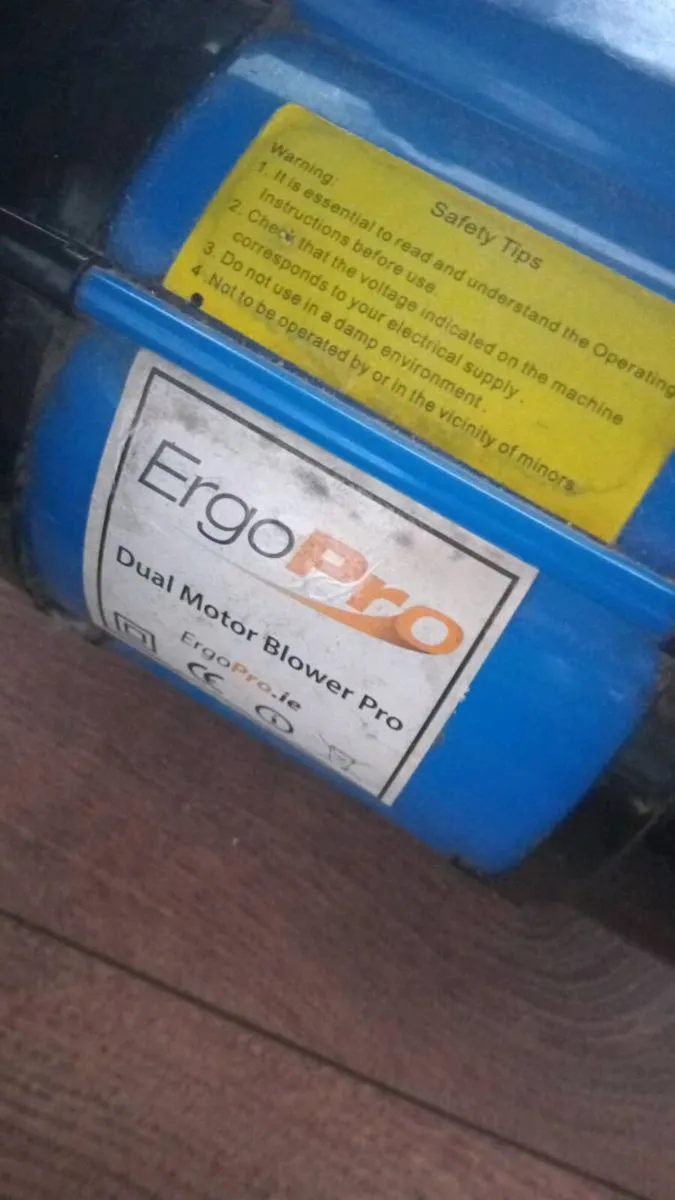 Safety Tips
Warning:
1. It is essential to read and understand the Operating
Instructions before use
2. Check that the voltage indicated on the machine
corresponds to your electrical supply.
3. Do not use in a damp environment.
4. Not to be operated by or in the vicinity of minors.
ErgoPro
Dual Motor Blower Pro
ErgoPro.ie
CE